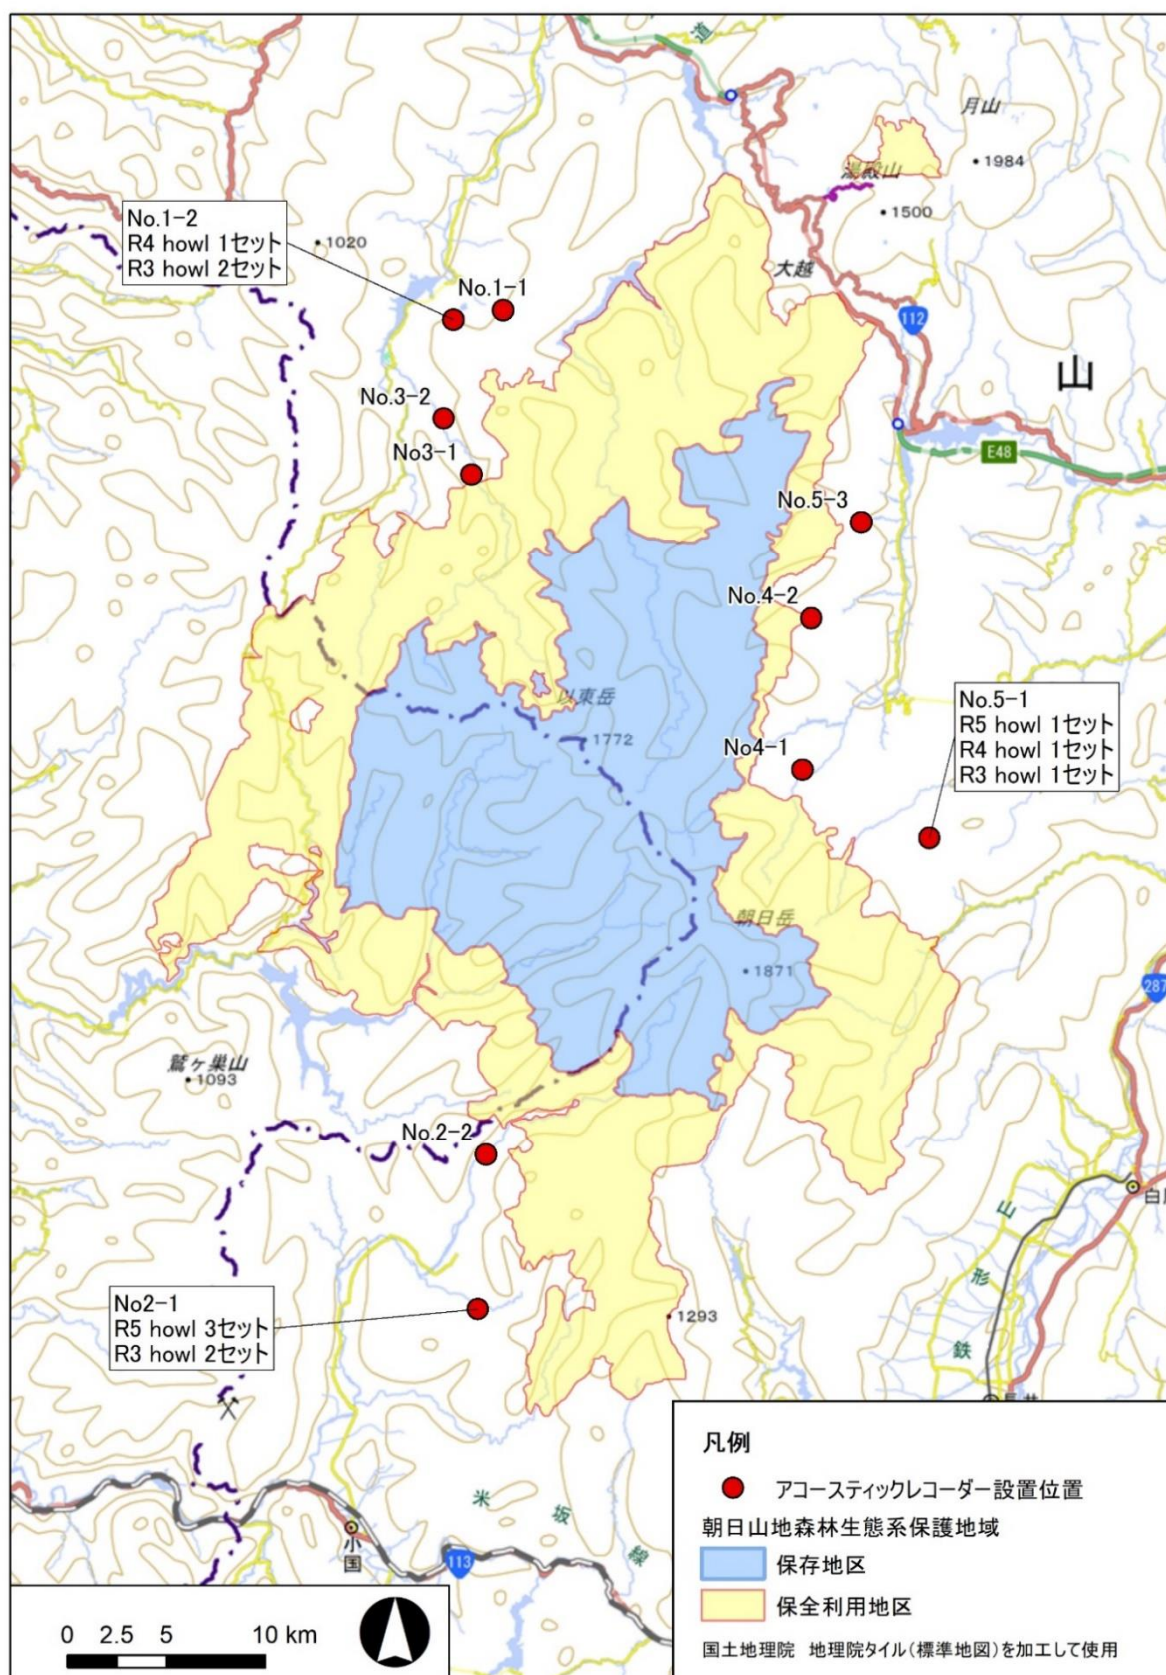 道
月山
1984
湯殿山
1500
No.1-2
R4 howl 1セット
R3 howl 2セット
1020
大越
No.1-1
112
山
No.3-2
No3-1
E48
No.5-3
No.4-2
以東岳
No.5-1
R5 howl 1セット
R4 howl 1セット
R3 howl 1セット
1772
No4-1
朝日岳
1871
287
鷲ヶ巣山
1093
No.2-2
山
形
鉄
No2-1
R5 howl 3セット
R3 howl 2セット
1293
米
坂
線
小国
113
凡例
アコースティックレコーダー設置位置
朝日山地森林生態系保護地域
保存地区
保全利用地区
国土地理院 地理院タイル(標準地図)を加工して使用
0 2.5 5 10 km